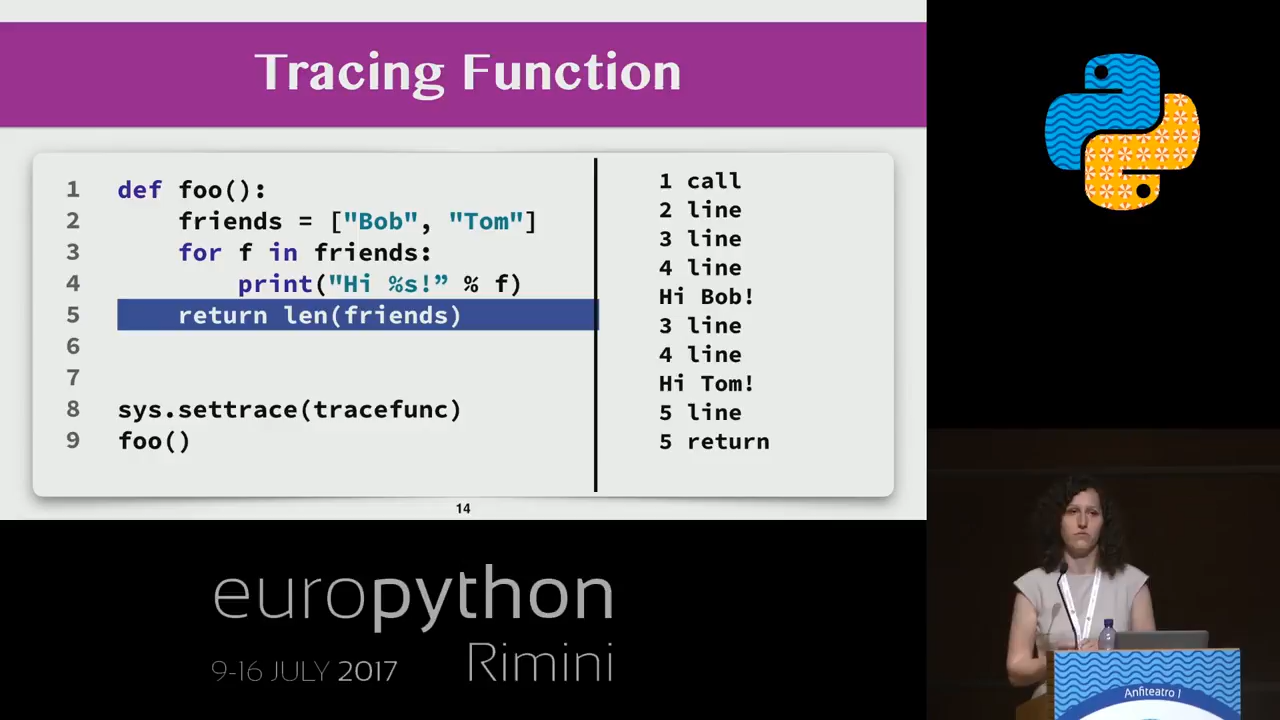 Tracing Function
1 def foo():
2 friends = ["Bob", "Tom"]
3 for f in friends:
4 print("Hi %s!” % f)
5 return len(friends)
6
7
8 sys.settrace(tracefunc)
9 foo()
1 call
2 line
3 line
4 line
Hi Bob!
3 line
4 line
Hi Tom!
5 line
5 return
14
europython
9-16 JULY 2017 Rimini
Anfiteatro 1